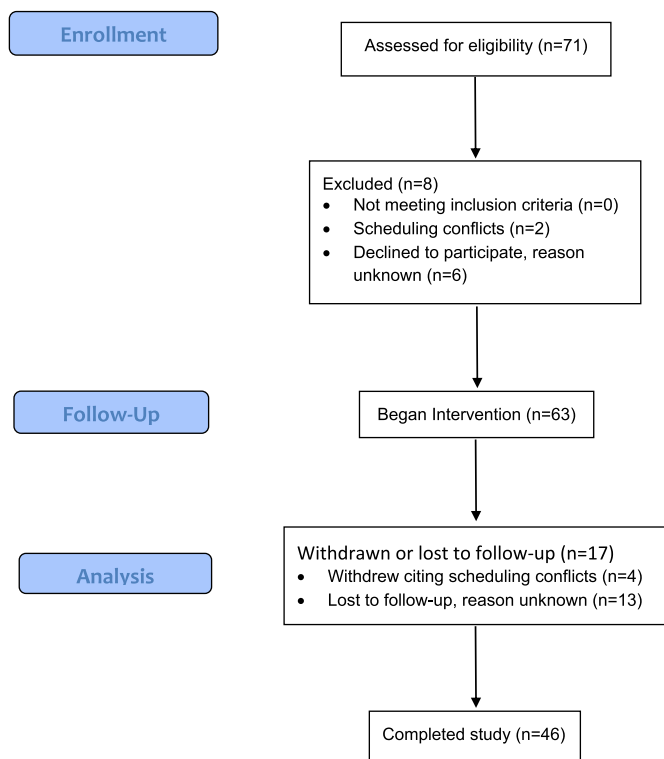 Enrollment
Assessed for eligibility (n=71)
Excluded (n=8)
• Not meeting inclusion criteria (n=0)
• Scheduling conflicts (n=2)
• Declined to participate, reason
unknown (n=6)
Follow-Up
Began Intervention (n=63)
Withdrawn or lost to follow-up (n=17)
• Withdrew citing scheduling conflicts (n=4)
• Lost to follow-up, reason unknown (n=13)
Analysis
Completed study (n=46)